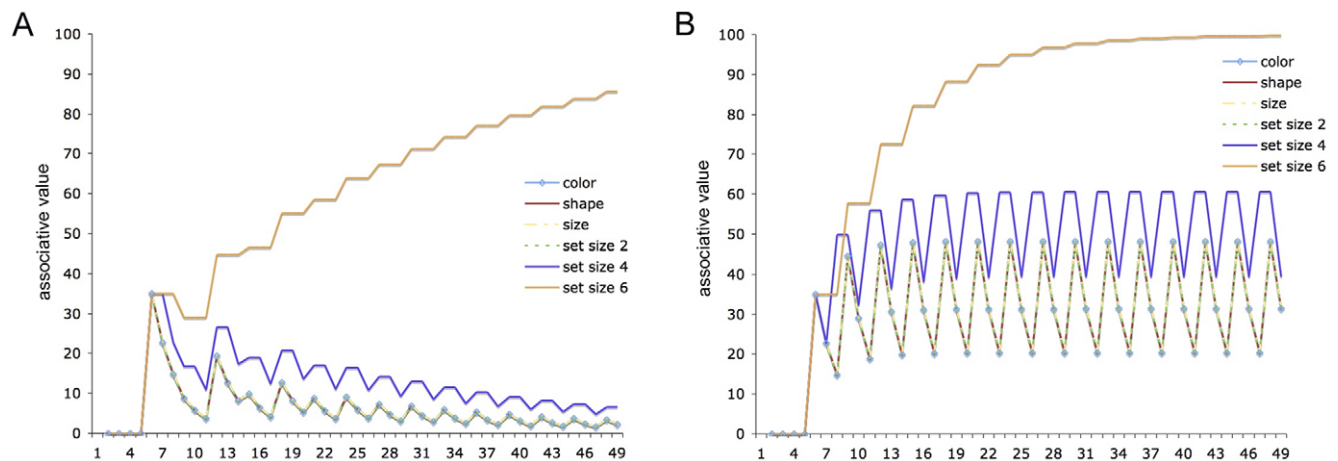 A
associative value
100
90
80
70
60
50
40
30
20
10
0
1 4 7 10 13 16 19 22 25 28 31 34 37 40 43 46 49
color
shape
size
set size 2
set size 4
set size 6
B
associative value
100
90
80
70
60
50
40
30
20
10
0
1 4 7 10 13 16 19 22 25 28 31 34 37 40 43 46 49
color
shape
size
set size 2
set size 4
set size 6